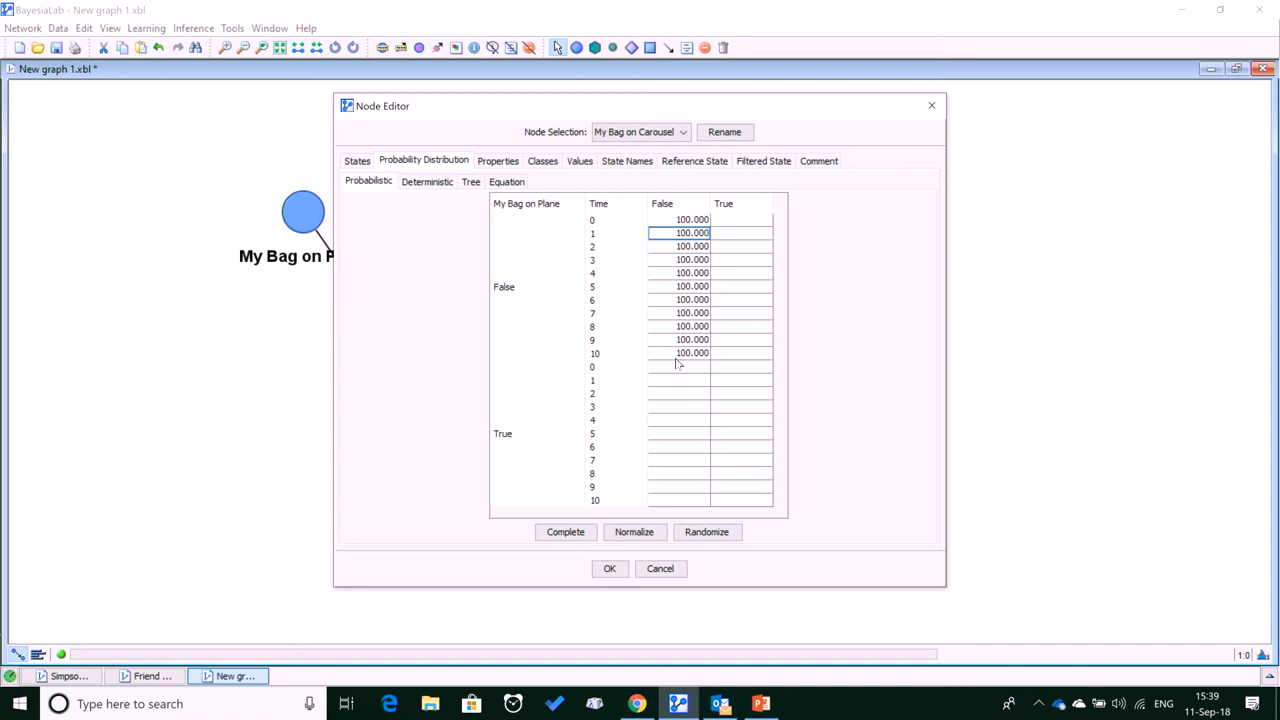 BayesiaLab - New graph 1.xbl
Network Data Edit View Learning Inference Tools Window Help
New graph 1.xbl *
Node Editor
Node Selection: My Bag on Carousel Rename
States Probability Distribution Properties Classes Values State Names Reference State Filtered State Comment
Probabilistic Deterministic Tree Equation
My Bag on Plane Time False True
0 100.000
1 100.000
2 100.000
3 100.000
4 100.000
False 5 100.000
6 100.000
7 100.000
8 100.000
9 100.000
10 100.000
0
1
2
3
4
True 5
6
7
8
9
10
My Bag on P
Complete Normalize Randomize
OK Cancel
1:0
Simpso... Friend ... New gr...
Type here to search
15:39
11-Sep-18